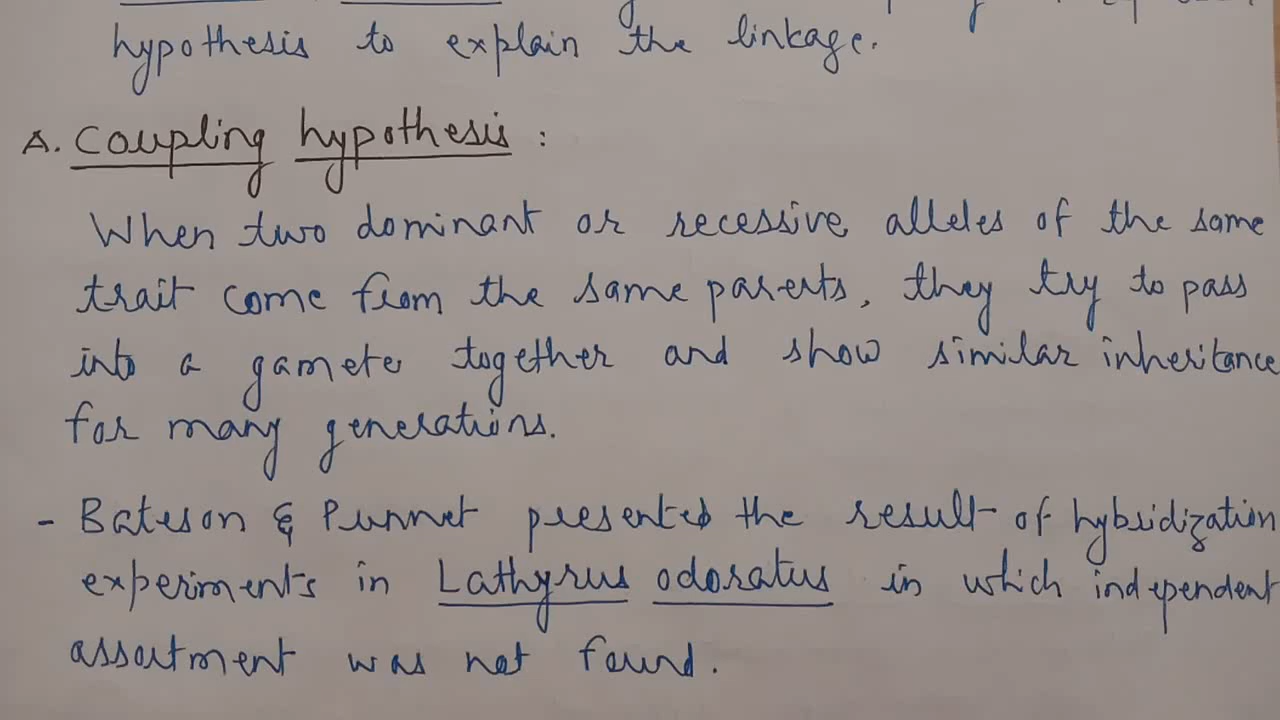 hypothesis to explain the linkage.
A. Coupling hypothesis :
When two dominant or recessive alleles of the same
trait come from the same parents, they try to pass
into a gamete together and show similar inheritance
for many generations.
- Bateson & Punnet presented the result of hybridization
experiments in Lathyrus odoratus in which independent
assortment was not found.